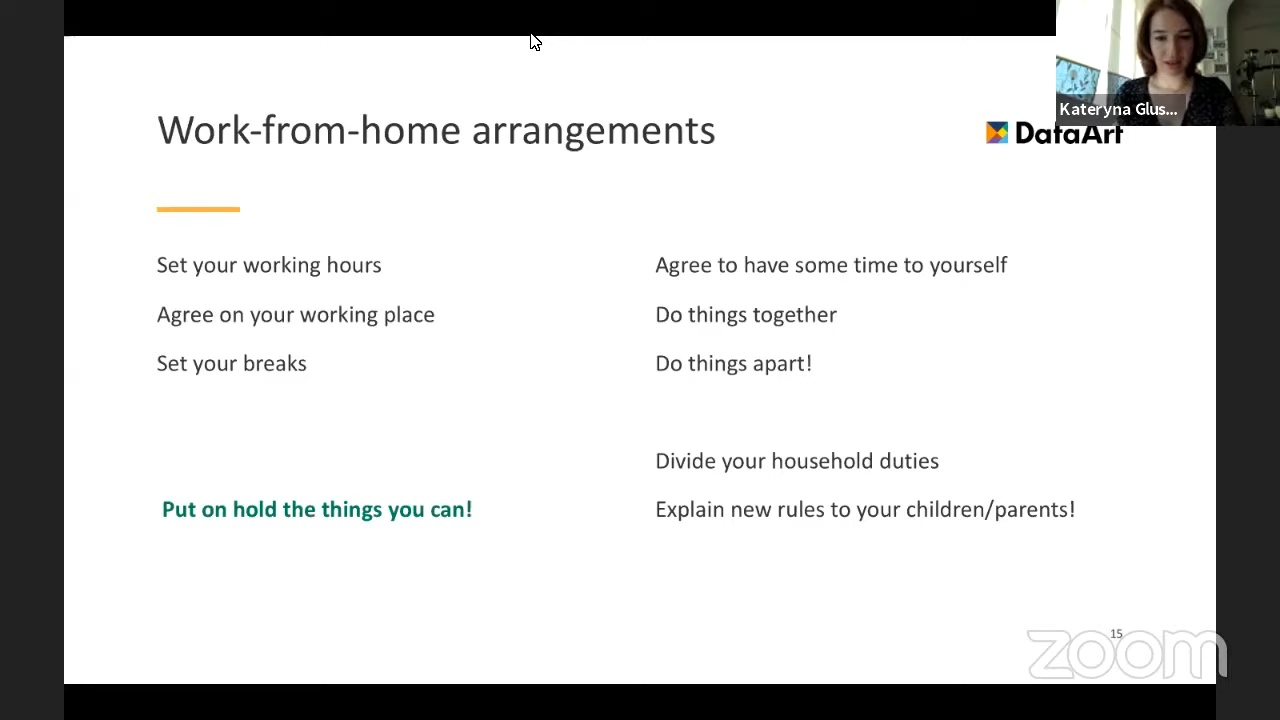 Kateryna Glus...
Work-from-home arrangements
DataArt
Set your working hours
Agree on your working place
Set your breaks
Put on hold the things you can!
Agree to have some time to yourself
Do things together
Do things apart!
Divide your household duties
Explain new rules to your children/parents!
15
zoom